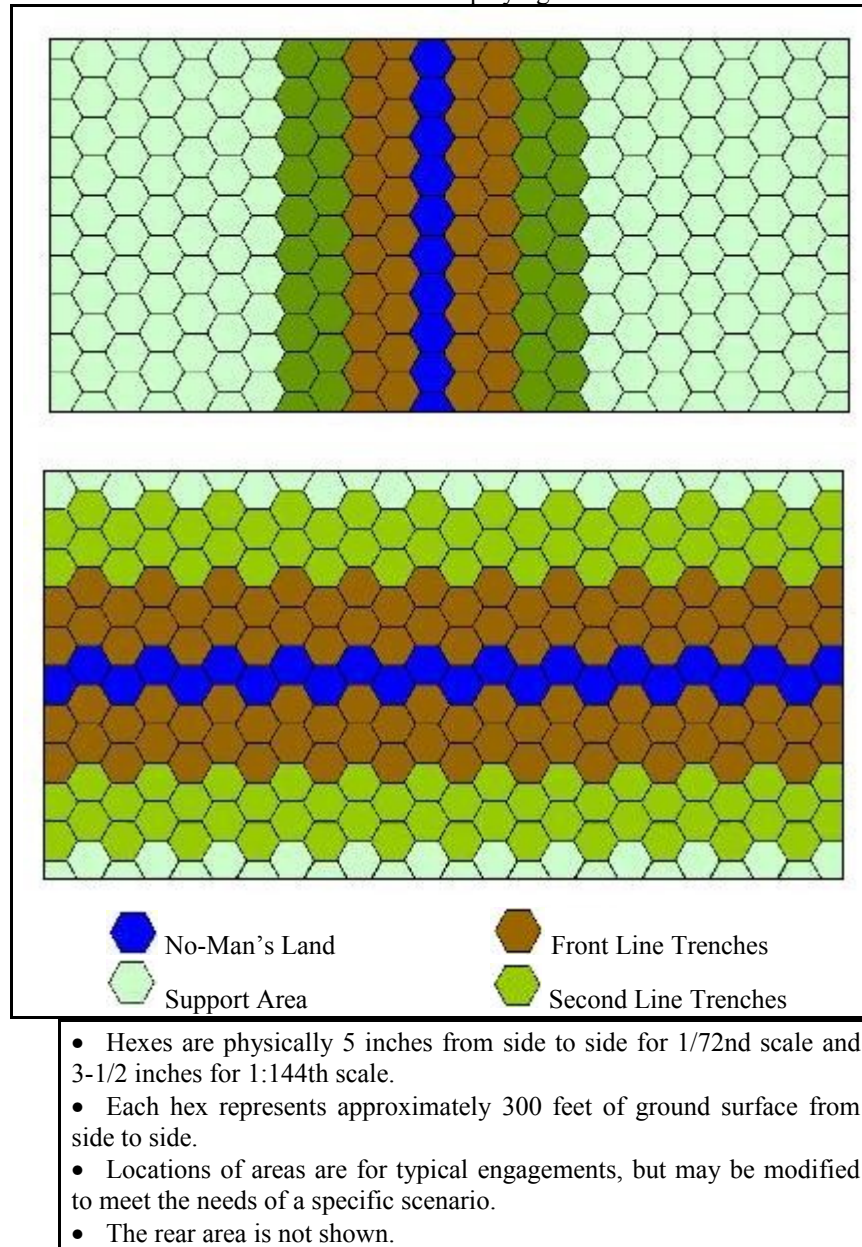 No-Man's Land Front Line Trenches
Support Area Second Line Trenches
• Hexes are physically 5 inches from side to side for 1/72nd scale and
3-1/2 inches for 1:144th scale.
• Each hex represents approximately 300 feet of ground surface from
side to side.
• Locations of areas are for typical engagements, but may be modified
to meet the needs of a specific scenario.
• The rear area is not shown.